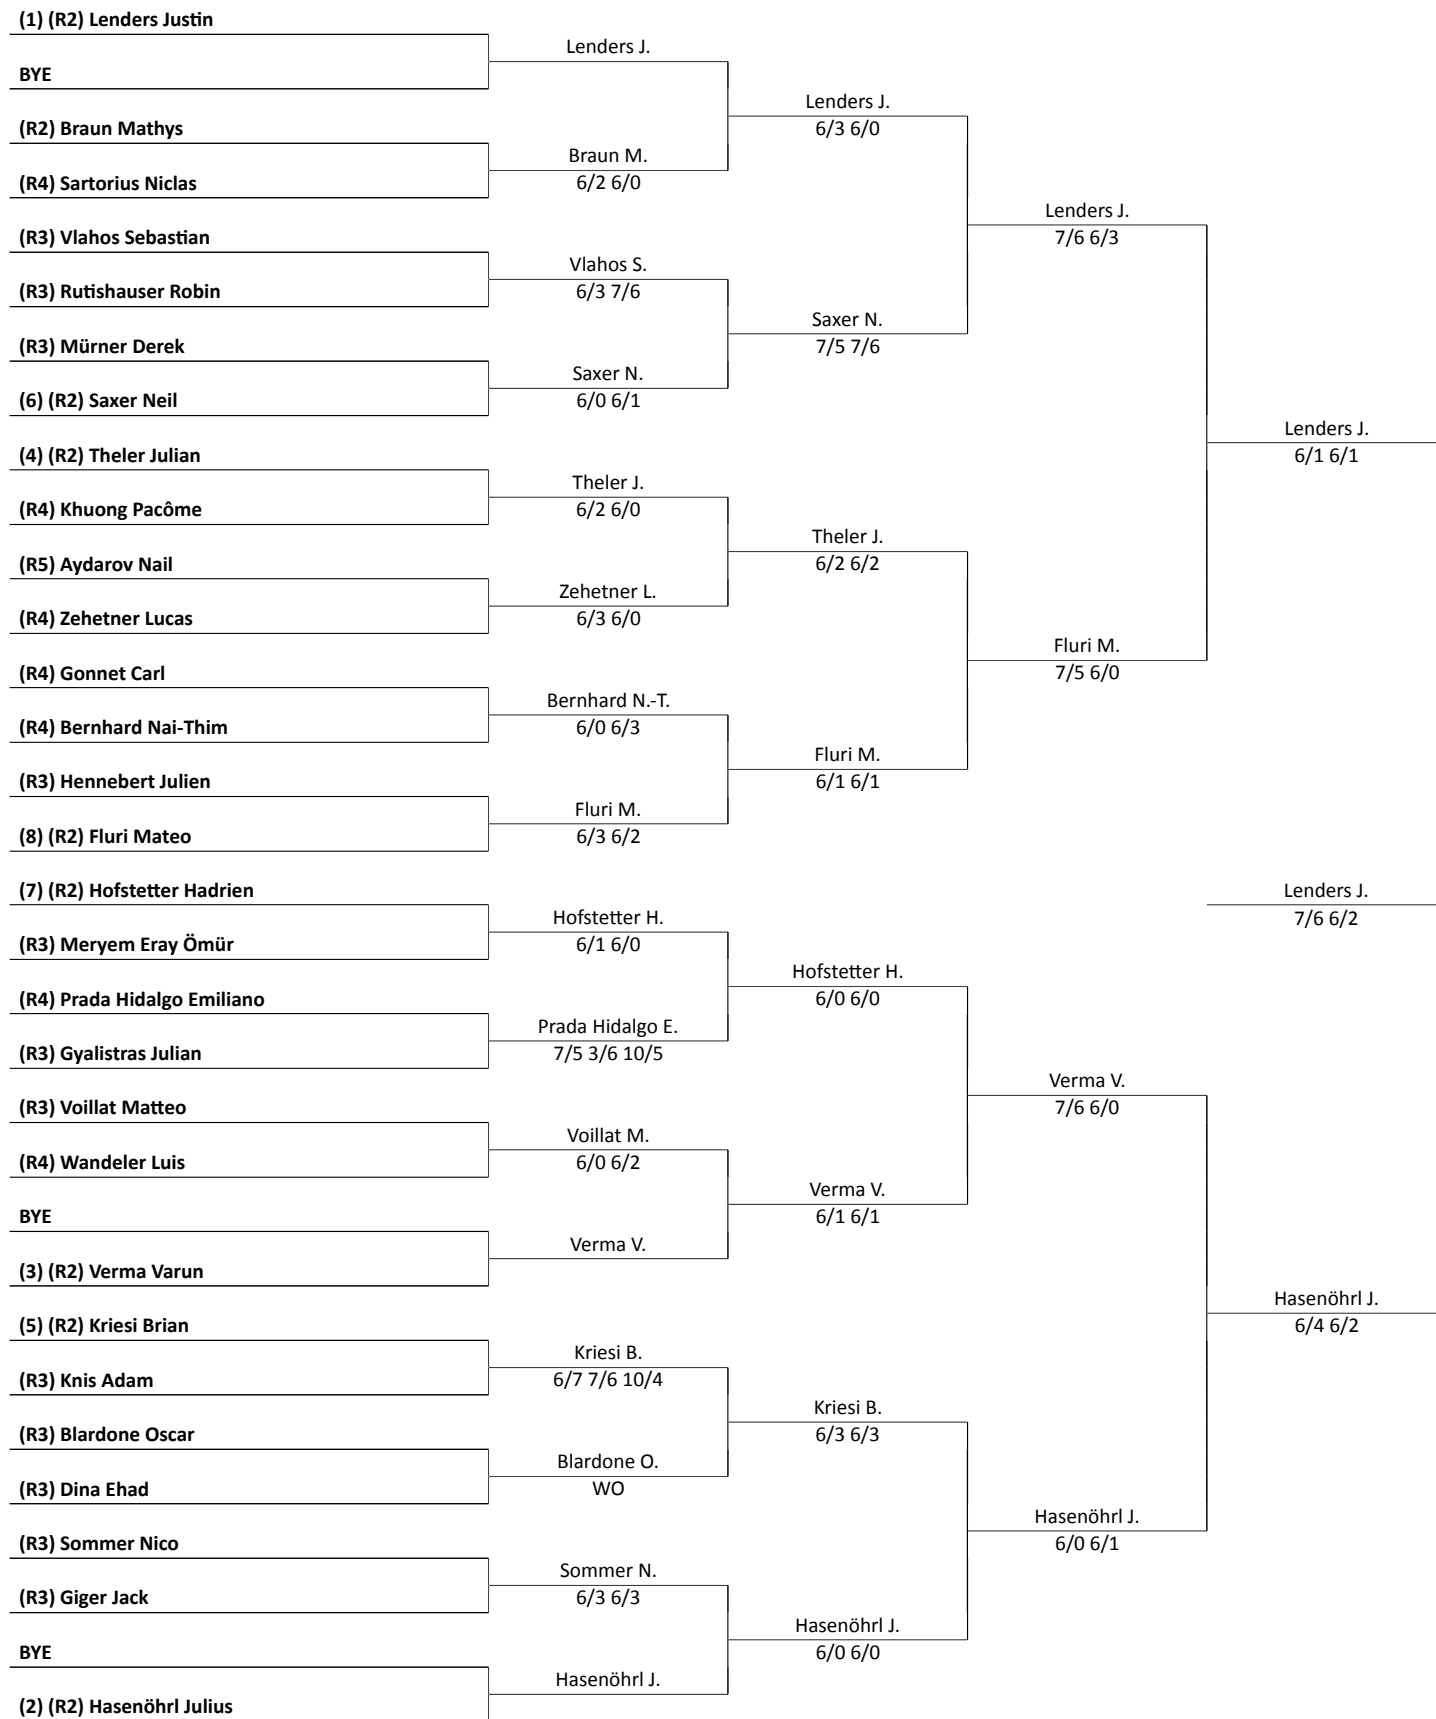 (1) (R2) Lenders Justin
Lenders J.
BYE
Lenders J.
6/3 6/0
(R2) Braun Mathys
Braun M.
6/2 6/0
(R4) Sartorius Niclas
Lenders J.
7/6 6/3
(R3) Vlahos Sebastian
Vlahos S.
6/3 7/6
(R3) Rutishauser Robin
Saxer N.
7/5 7/6
(R3) Mürner Derek
Saxer N.
6/0 6/1
(6) (R2) Saxer Neil
Lenders J.
6/1 6/1
(4) (R2) Theler Julian
Theler J.
6/2 6/0
(R4) Khuong Pacôme
Theler J.
6/2 6/2
(R5) Aydarov Nail
Zehetner L.
6/3 6/0
(R4) Zehetner Lucas
Fluri M.
7/5 6/0
(R4) Gonnet Carl
Bernhard N.-T.
6/0 6/3
(R4) Bernhard Nai-Thim
Fluri M.
6/1 6/1
(R3) Hennebert Julien
Fluri M.
6/3 6/2
(8) (R2) Fluri Mateo
(7) (R2) Hofstetter Hadrien
Lenders J.
7/6 6/2
Hofstetter H.
6/1 6/0
(R3) Meryem Eray Ömür
Hofstetter H.
6/0 6/0
(R4) Prada Hidalgo Emiliano
Prada Hidalgo E.
7/5 3/6 10/5
(R3) Gyalistras Julian
Verma V.
7/6 6/0
(R3) Voillat Matteo
Voillat M.
6/0 6/2
(R4) Wandeler Luis
Verma V.
6/1 6/1
BYE
Verma V.
(3) (R2) Verma Varun
Hasenöhrl J.
6/4 6/2
(5) (R2) Kriesi Brian
Kriesi B.
6/7 7/6 10/4
(R3) Knis Adam
Kriesi B.
6/3 6/3
(R3) Blardone Oscar
Blardone O.
WO
(R3) Dina Ehad
Hasenöhrl J.
6/0 6/1
(R3) Sommer Nico
Sommer N.
6/3 6/3
(R3) Giger Jack
Hasenöhrl J.
6/0 6/0
BYE
Hasenöhrl J.
(2) (R2) Hasenöhrl Julius